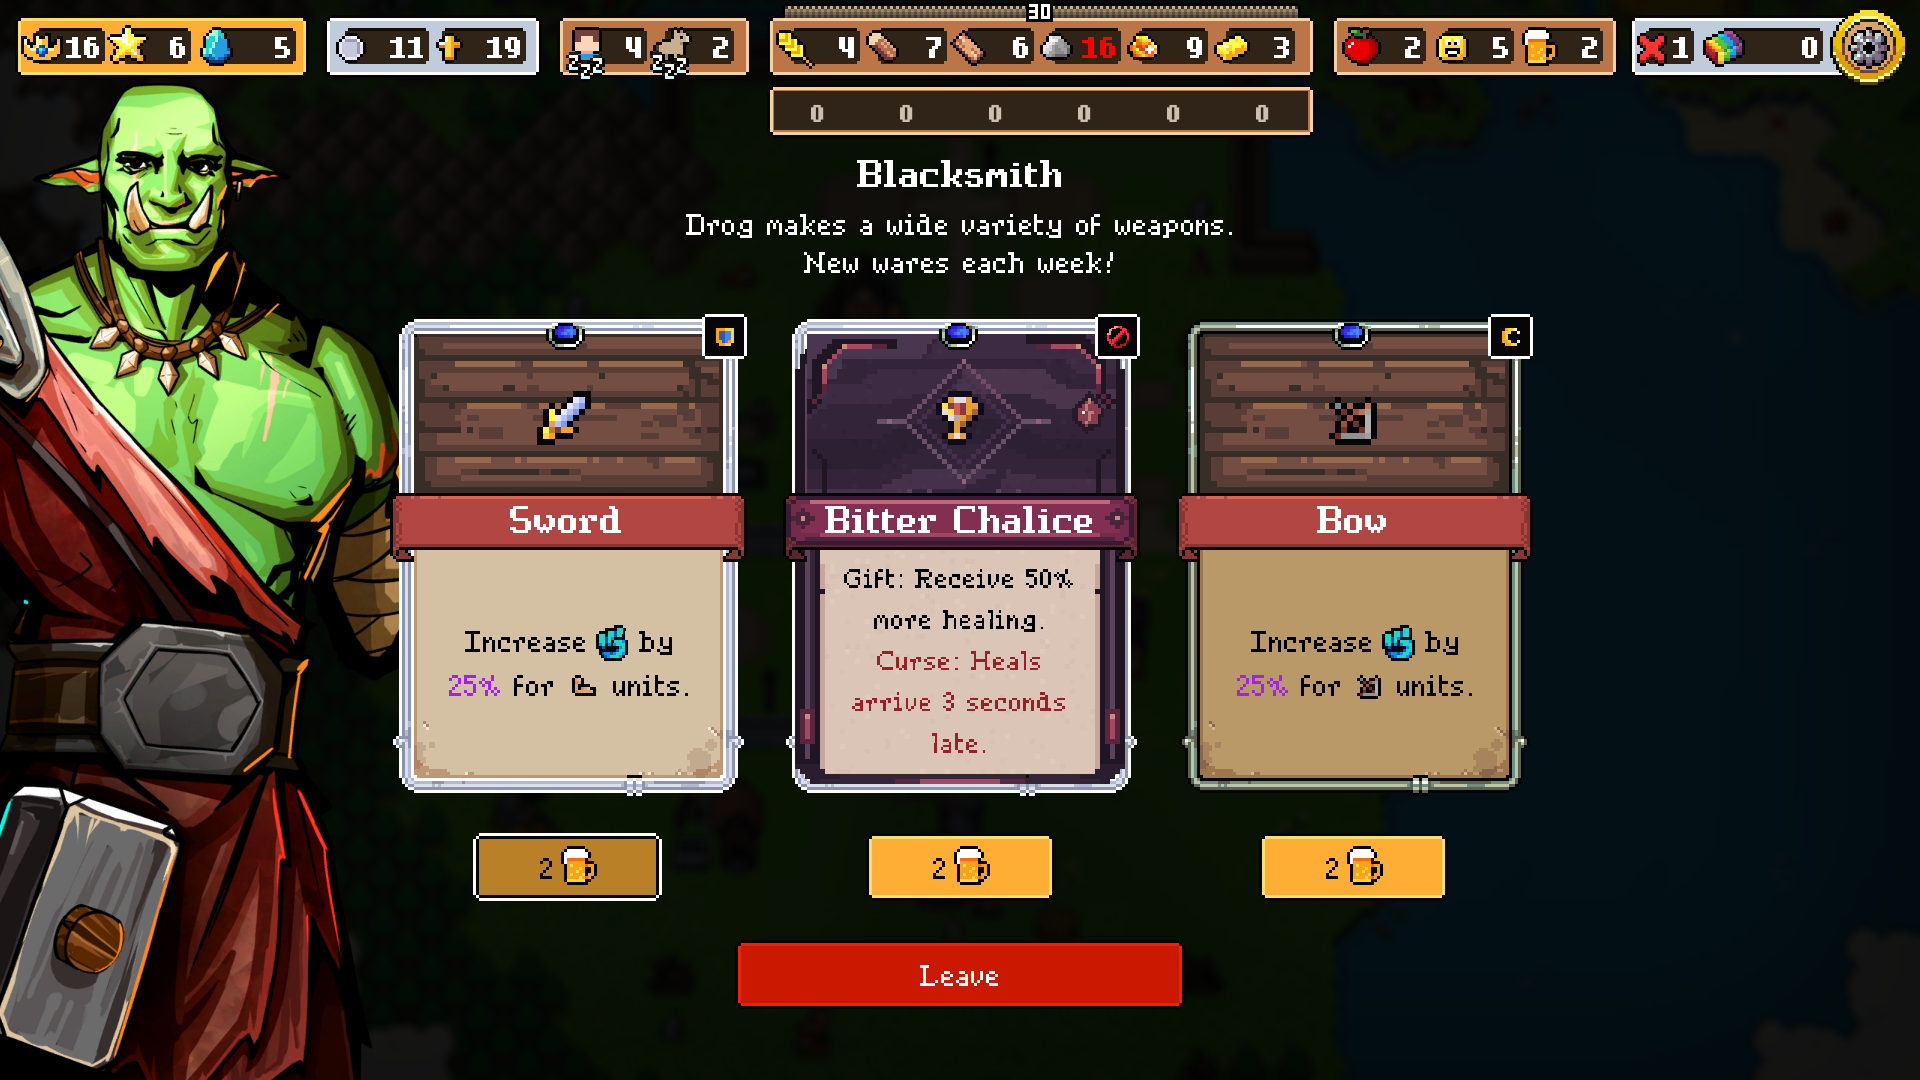 30
16 6 5 11 19 4 2 4 7 6 16 9 3 2 5 2 1 0
zzz zzz
0 0 0 0 0 0
Blacksmith
Drog makes a wide variety of weapons.
New wares each week!
Sword
Increase by
25% for units.
2
Bitter Chalice
Gift: Receive 50%
more healing.
Curse: Heals
arrive 3 seconds
late.
2
Bow
Increase by
25% for units.
2
Leave